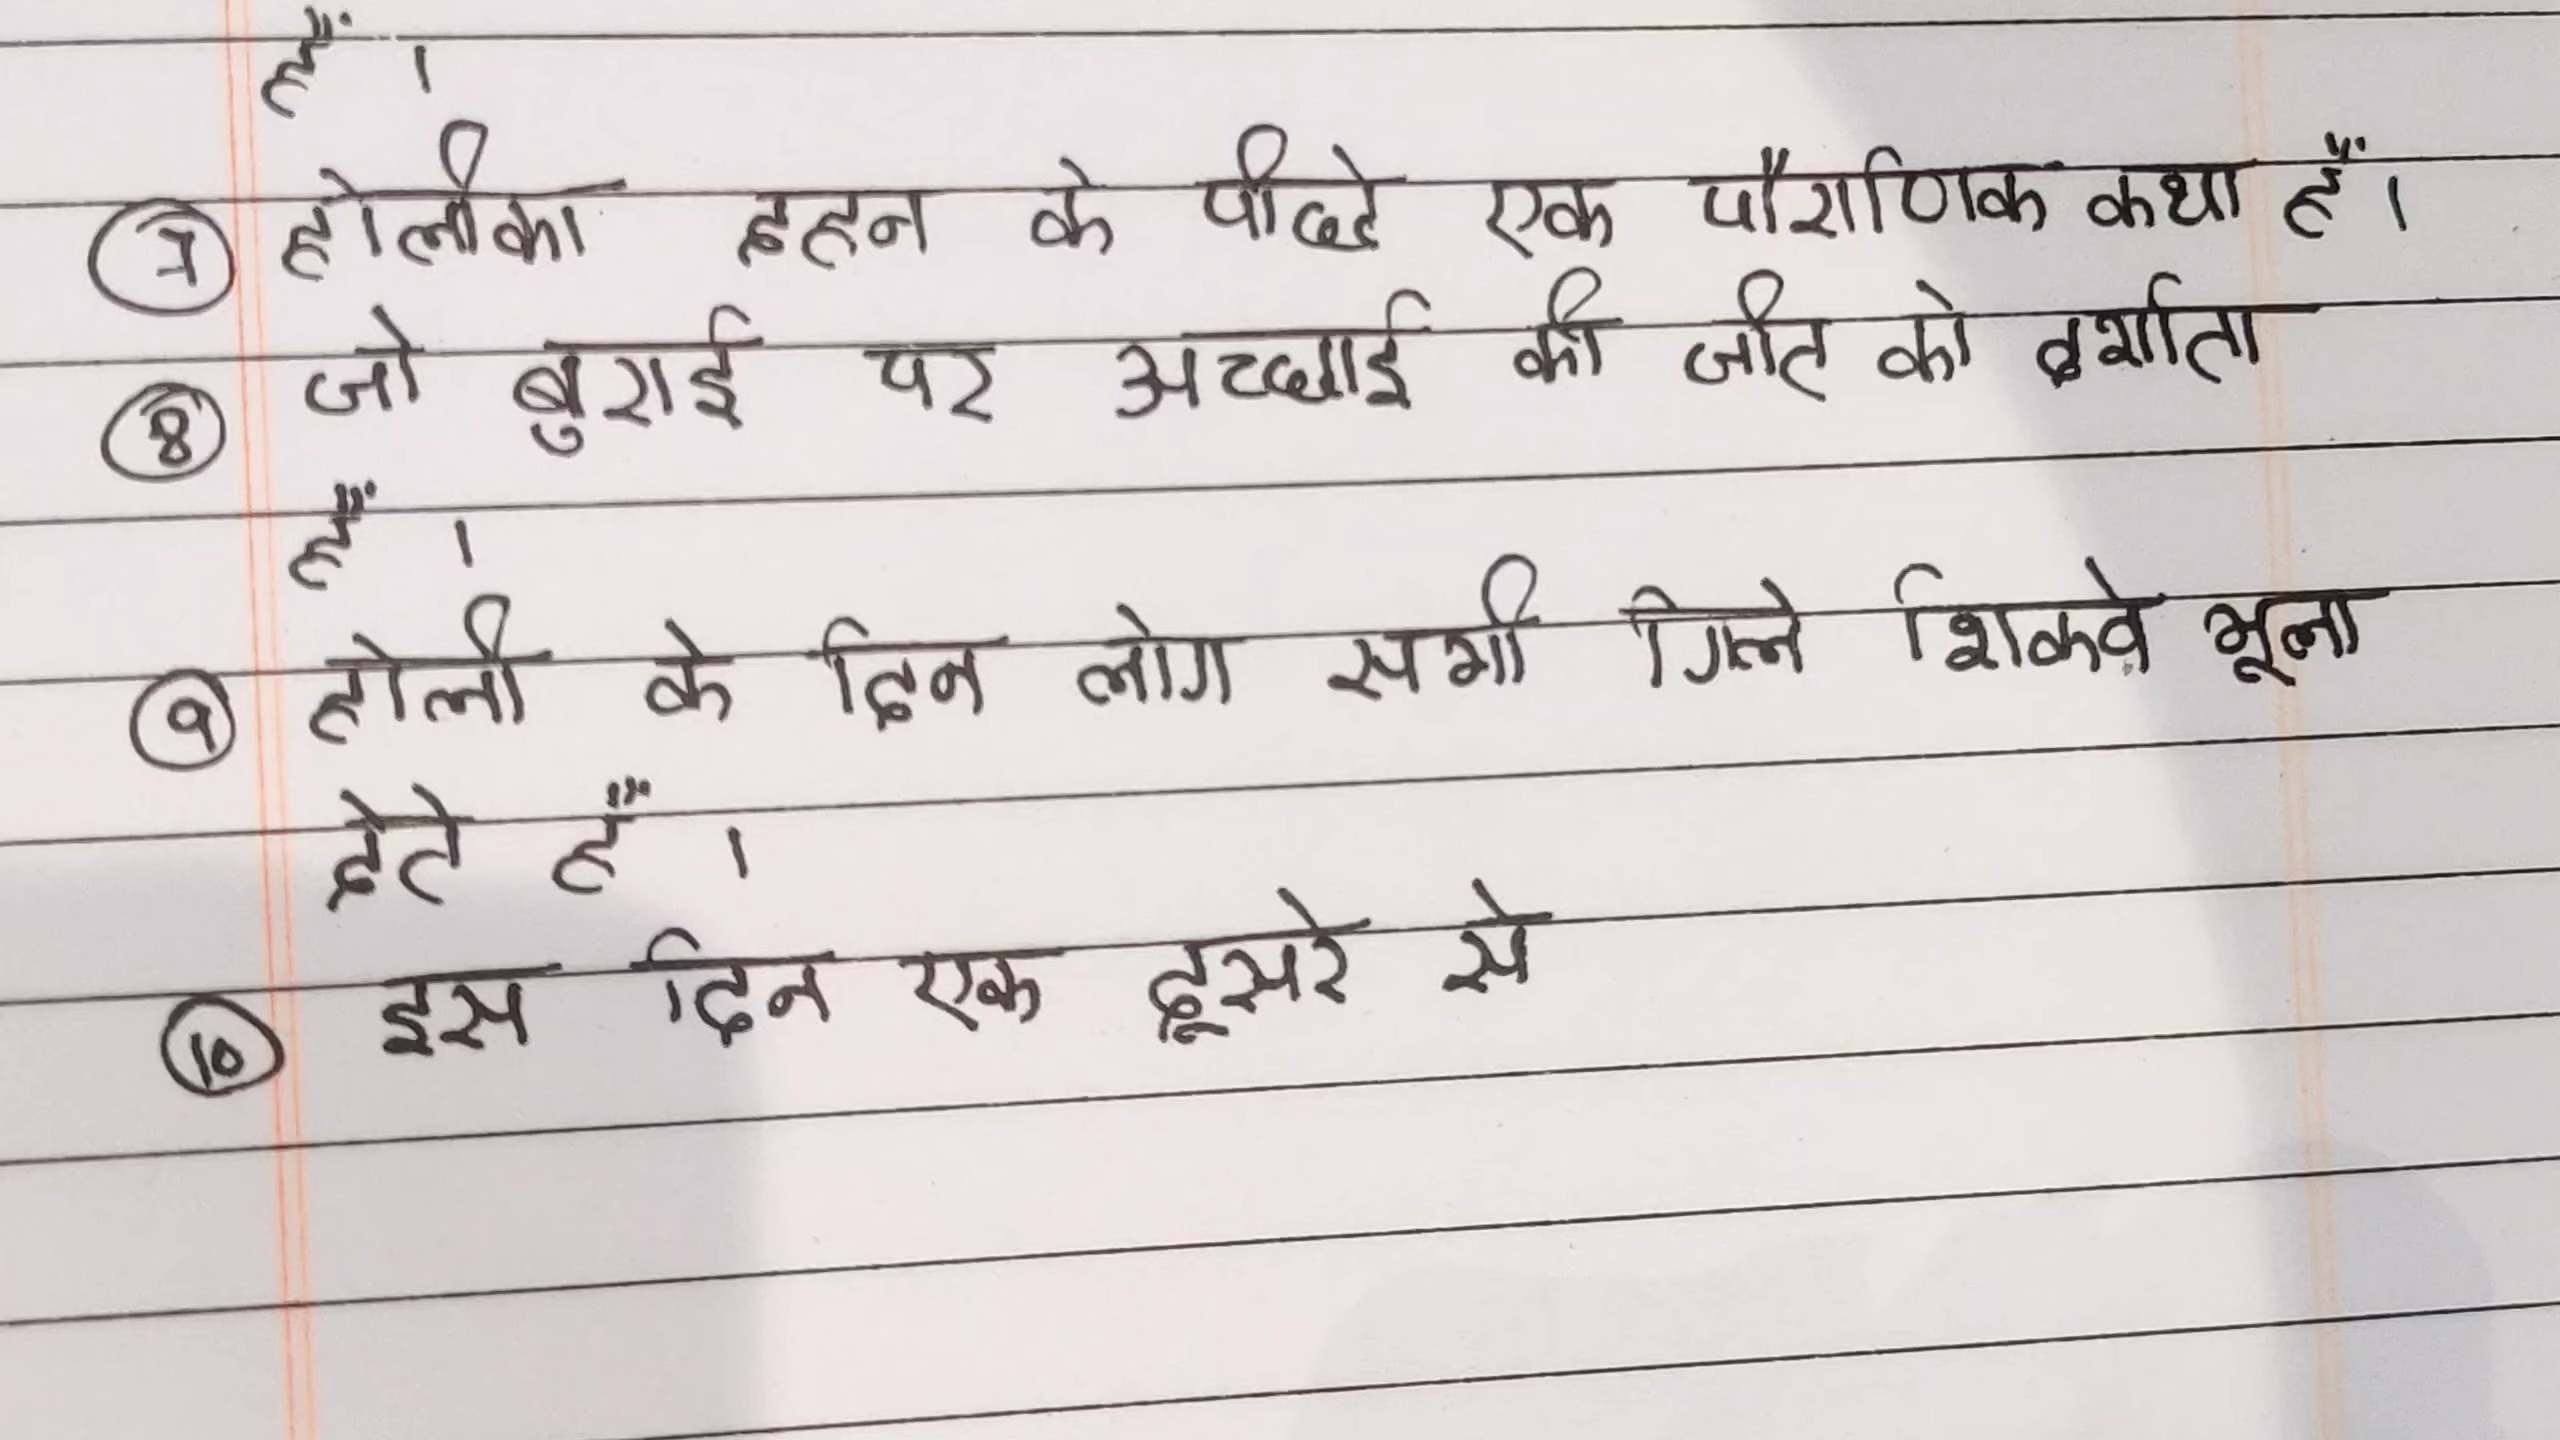 हैं ।
7 होलीका दहन के पीछे एक पौराणिक कथा हैं ।
8 जो बुराई पर अच्छाई की जीत को दर्शाता
हैं ।
9 होली के दिन लोग सभी गिले शिकवे भूला
देते हैं ।
10 इस दिन एक दूसरे से